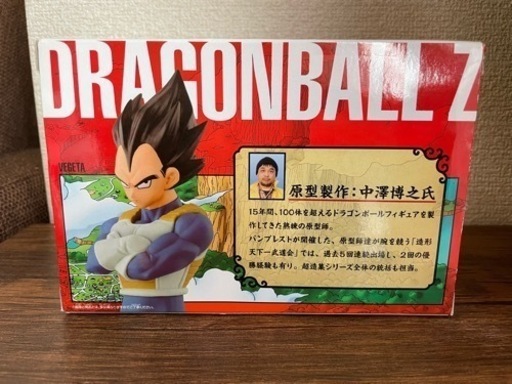 DRAGONBALL Z
VEGETA
原型製作：中澤博之氏
15年間、100体を超えるドラゴンボールフィギュアを製
作してきた熟練の原型師。
バンプレストが開催した、原型師達が腕を競う「造形
天下一武道会」では、過去5回連続出場し、2回の優
勝経験も有り。超造集シリーズ全体の統括も担当。